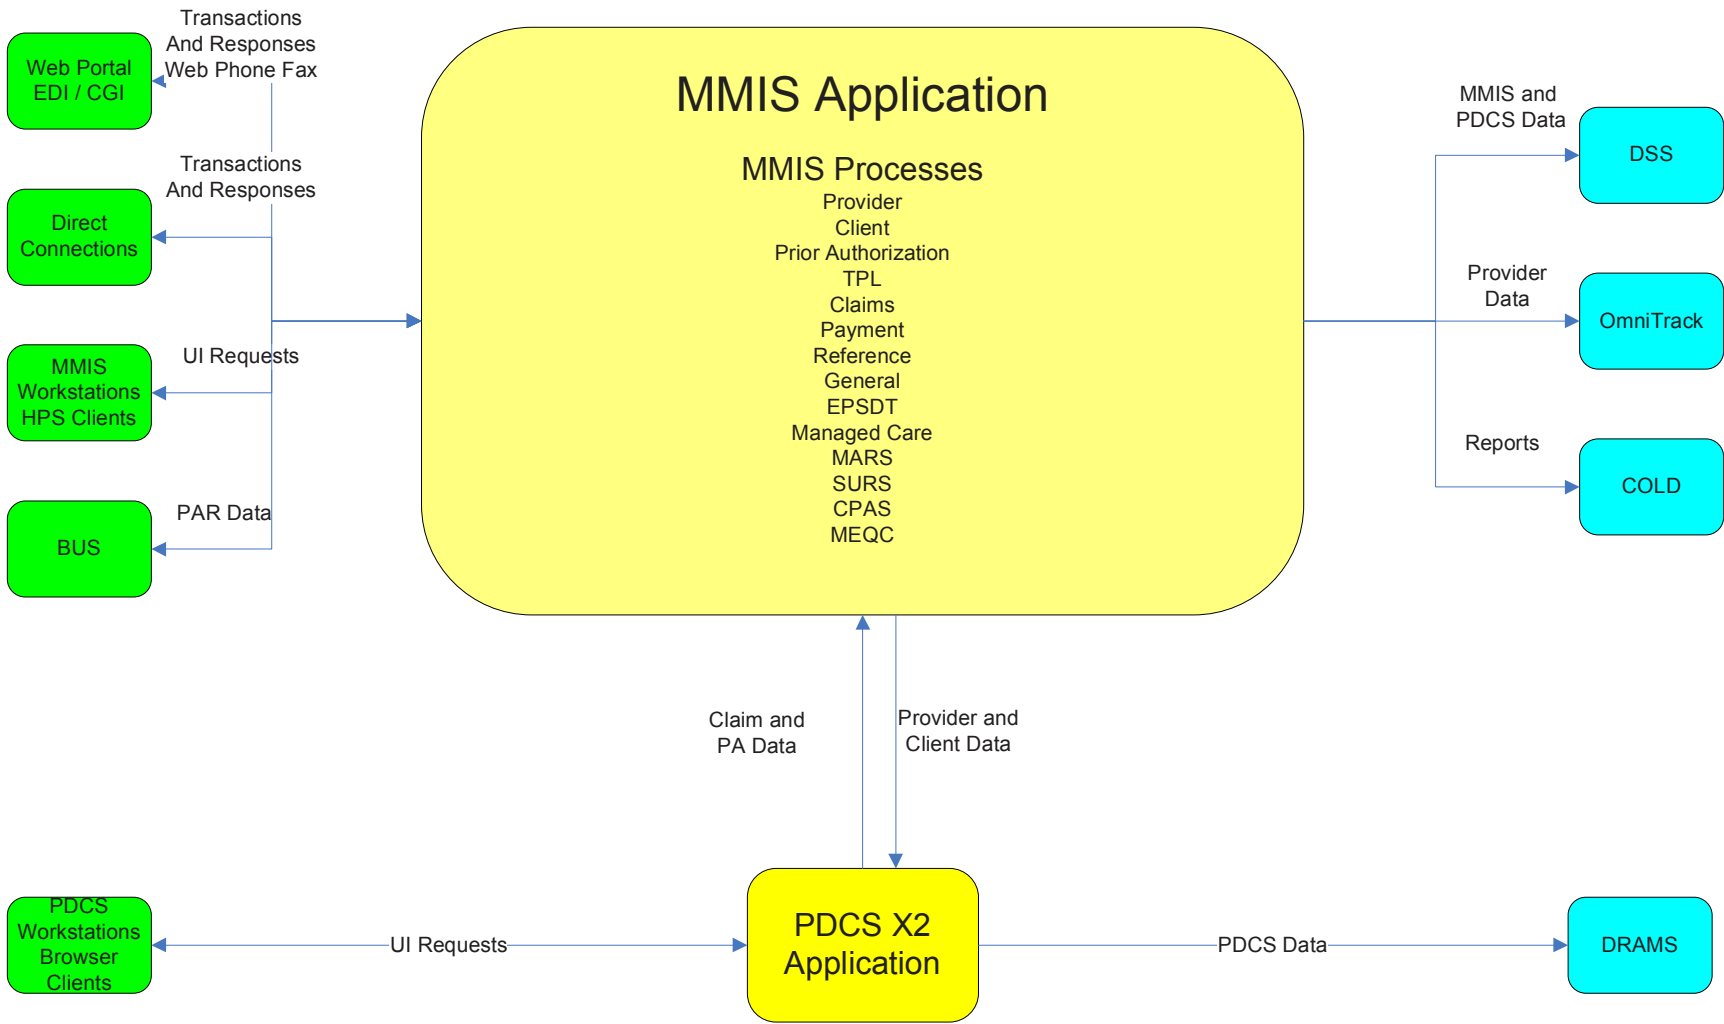 Transactions
And Responses
Web Phone Fax
Web Portal
EDI / CGI
Transactions
And Responses
Direct
Connections
UI Requests
MMIS
Workstations
HPS Clients
PAR Data
BUS
MMIS Application
MMIS Processes
Provider
Client
Prior Authorization
TPL
Claims
Payment
Reference
General
EPSDT
Managed Care
MARS
SURS
CPAS
MEQC
MMIS and
PDCS Data
DSS
Provider
Data
OmniTrack
Reports
COLD
Claim and
PA Data
Provider and
Client Data
PDCS
Workstations
Browser
Clients
UI Requests
PDCS X2
Application
PDCS Data
DRAMS